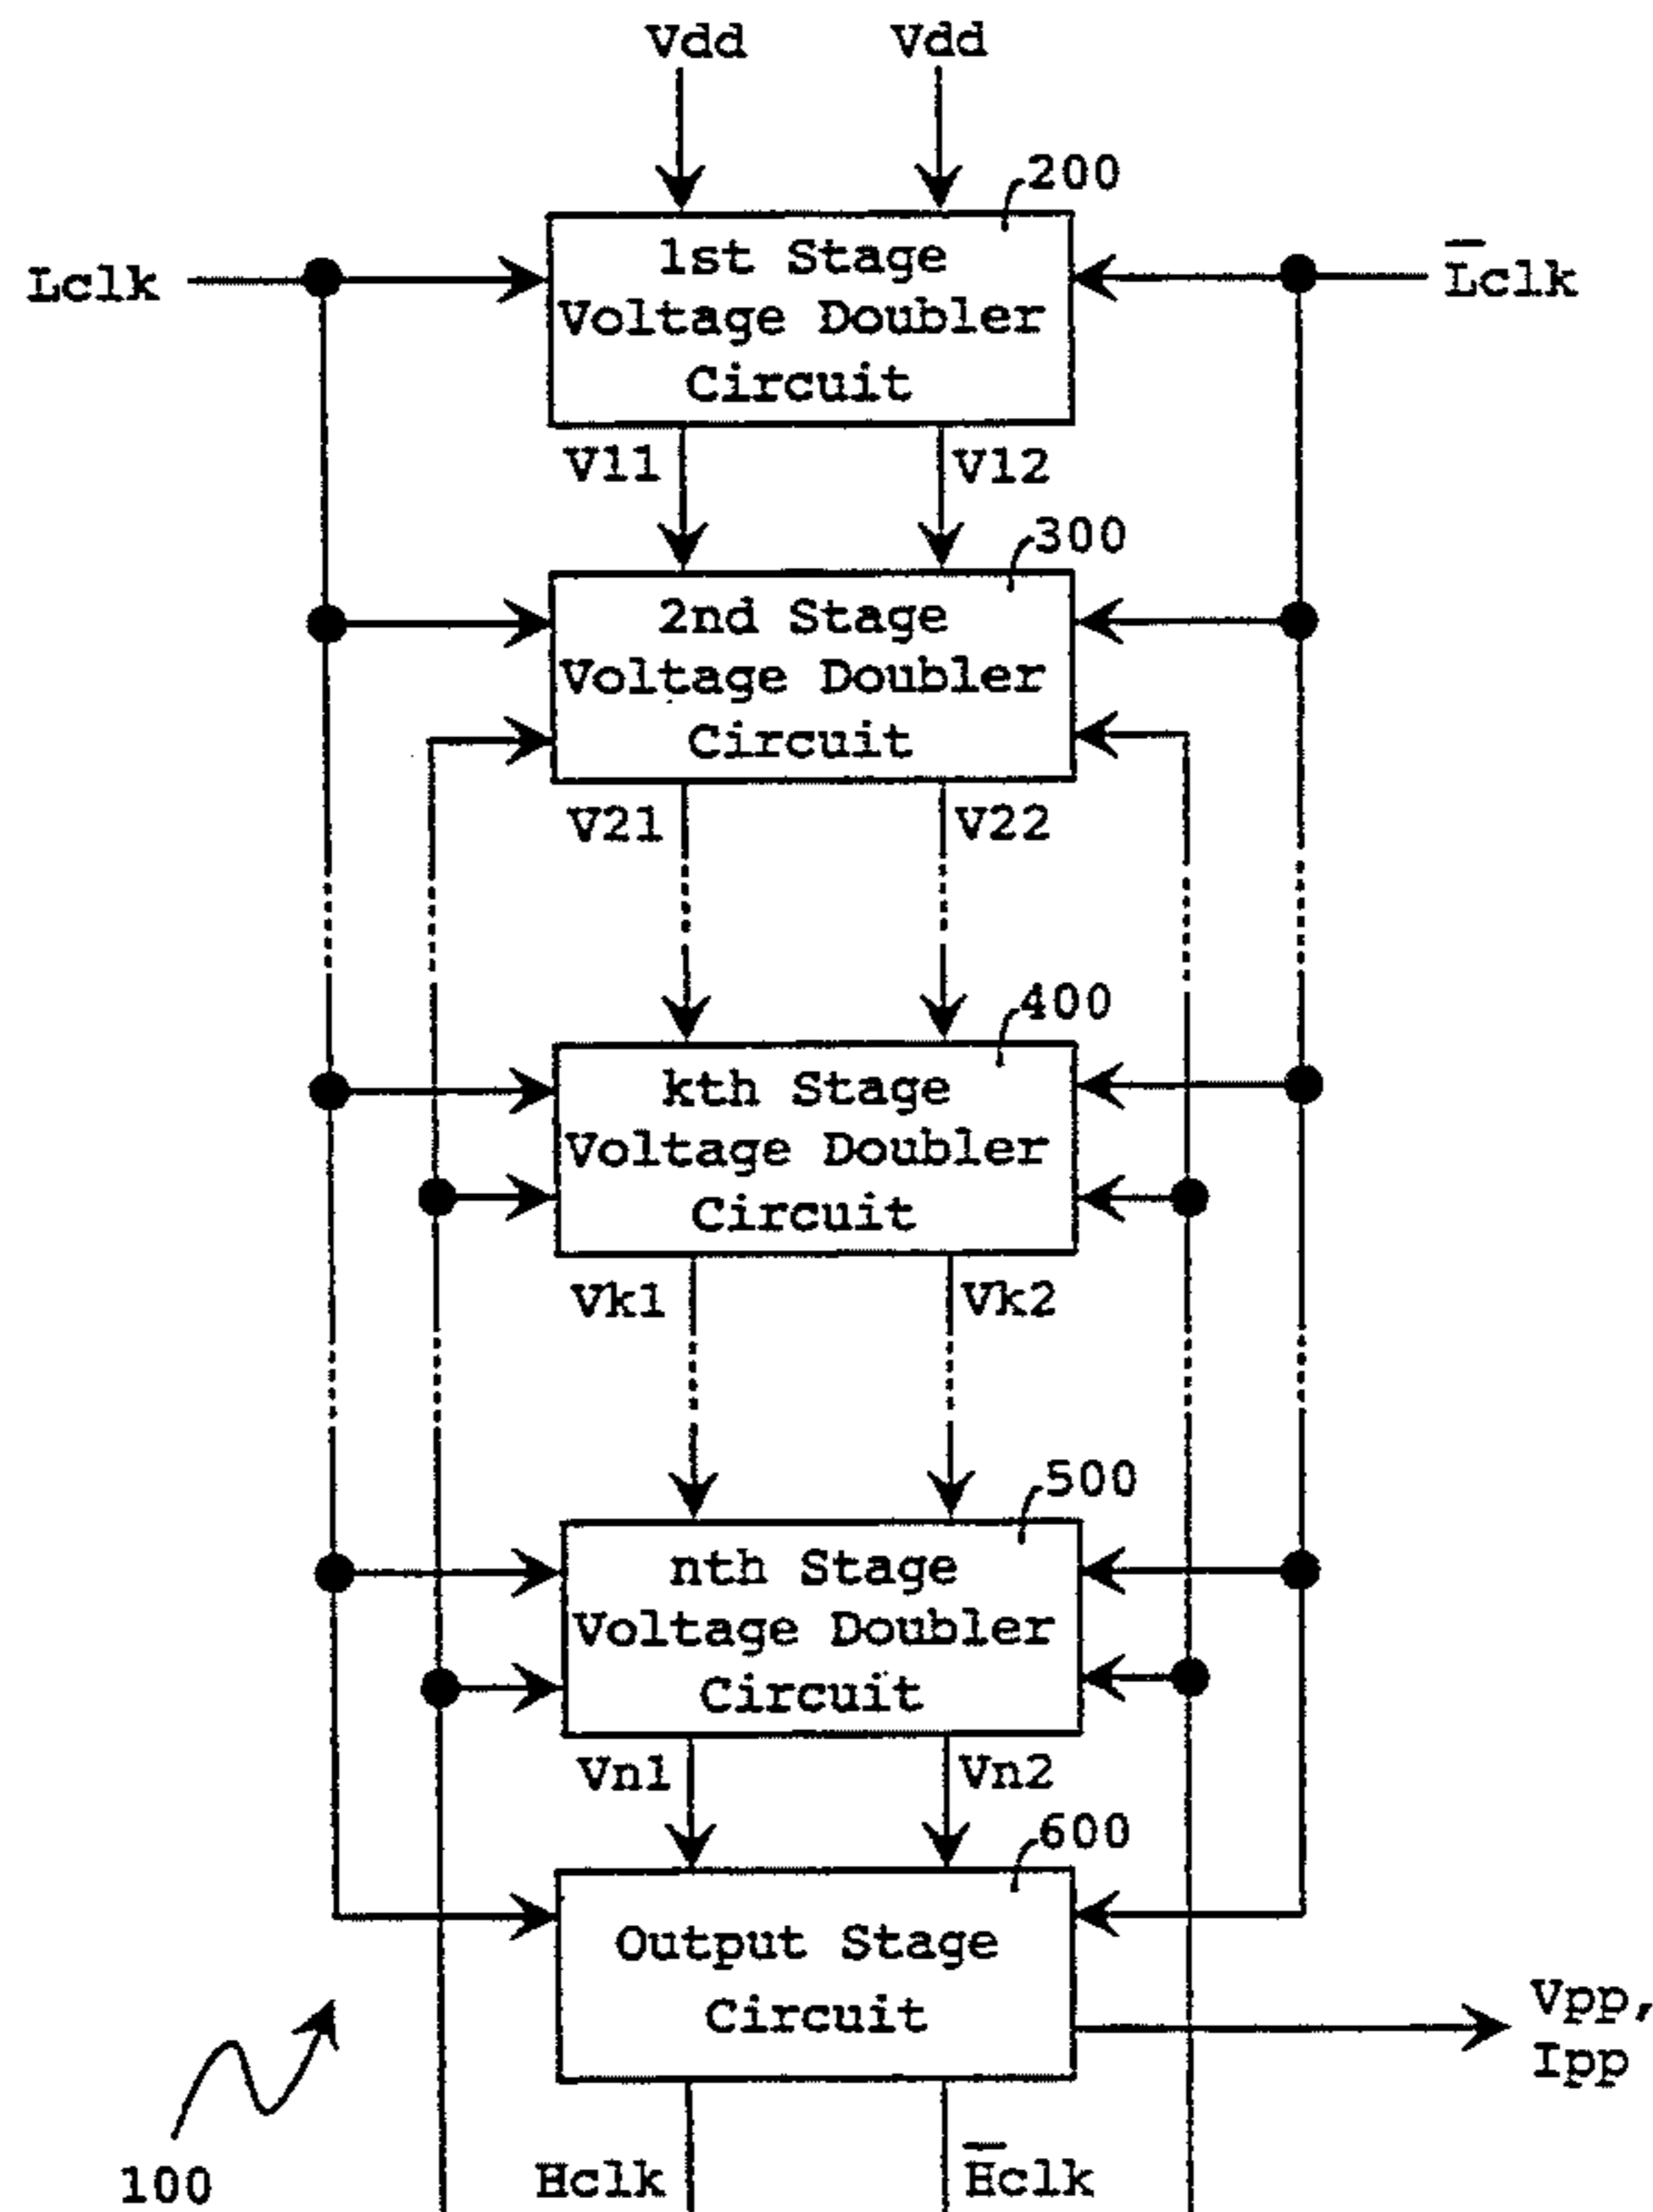 Vdd Vdd
200
Lclk
1st Stage
Voltage Doubler
Circuit
L̅clk
V11 V12
300
2nd Stage
Voltage Doubler
Circuit
V21 V22
400
kth Stage
Voltage Doubler
Circuit
Vk1 Vk2
500
nth Stage
Voltage Doubler
Circuit
Vn1 Vn2
600
Output Stage
Circuit
Vpp,
Ipp
100
Hclk H̅clk